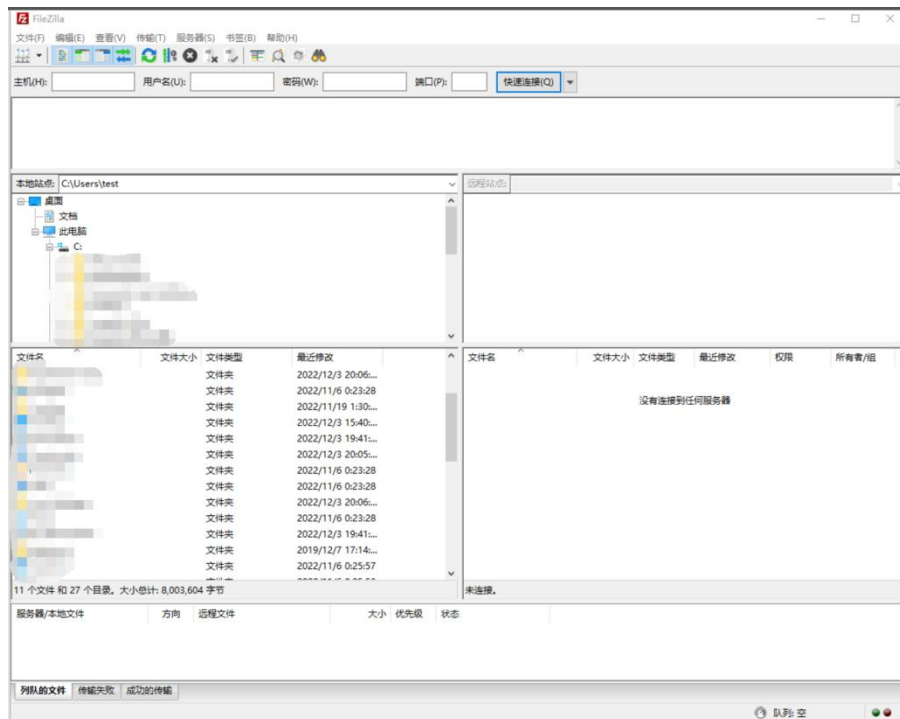 FileZilla
文件(F) 编辑(E) 查看(V) 传输(T) 服务器(S) 书签(B) 帮助(H)
主机(H): 用户名(U): 密码(W): 端口(P): 快速连接(Q)
本地站点: C:\Users\test 远程站点:
桌面
文档
此电脑
C:
文件名 文件大小 文件类型 最近修改 文件名 文件大小 文件类型 最近修改 权限 所有者/组
文件夹 2022/12/3 20:06:...
文件夹 2022/11/6 0:23:28
没有连接到任何服务器
文件夹 2022/11/19 1:30:...
文件夹 2022/12/3 15:40:...
文件夹 2022/12/3 19:41:...
文件夹 2022/12/3 20:05:...
文件夹 2022/11/6 0:23:28
文件夹 2022/11/6 0:23:28
文件夹 2022/12/3 20:06:...
文件夹 2022/11/6 0:23:28
文件夹 2022/12/3 19:41:...
文件夹 2019/12/7 17:14:...
文件夹 2022/11/6 0:25:57
11 个文件 和 27 个目录。大小总计: 8,003,604 字节 未连接。
服务器/本地文件 方向 远程文件 大小 优先级 状态
列队的文件 传输失败 成功的传输
队列: 空